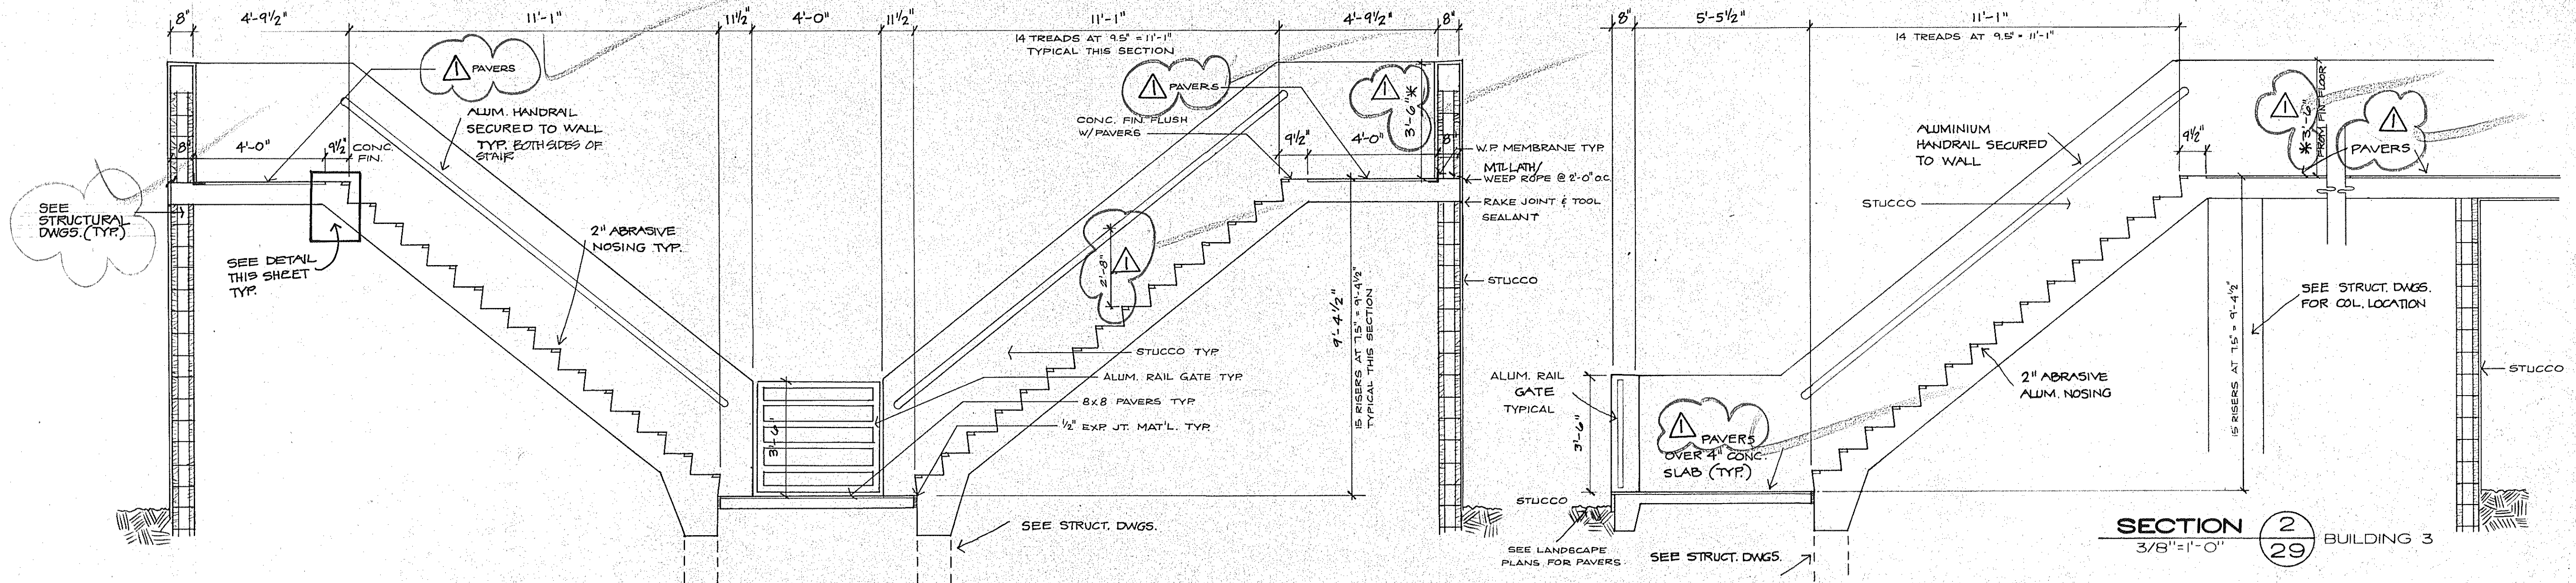 8"
4'-9½"
11'-1"
11½"
4'-0"
11½"
11'-1"
4'-9½"
8"
14 TREADS AT 9.5" = 11'-1"
TYPICAL THIS SECTION
1 PAVERS
ALUM. HANDRAIL
SECURED TO WALL
TYP. BOTH SIDES OF
STAIR
8"
4'-0"
9½"
CONC.
FIN.
SEE
STRUCTURAL
DWGS. (TYP.)
SEE DETAIL
THIS SHEET
TYP.
2" ABRASIVE
NOSING TYP.
3'-6"
1 PAVERS
CONC. FIN. FLUSH
W/PAVERS
9½"
4'-0"
8"
1
3'-6"*
W.P. MEMBRANE TYP.
MTL LATH/
WEEP ROPE @ 2'-0" O.C.
RAKE JOINT & TOOL
SEALANT
*
2'-8"
1
STUCCO
9'-4½"
15 RISERS AT 7.5" = 9'-4½"
TYPICAL THIS SECTION
STUCCO TYP.
ALUM. RAIL GATE TYP.
8x8 PAVERS TYP.
½" EXP. JT. MAT'L. TYP.
SEE STRUCT. DWGS.
8"
5'-5½"
11'-1"
14 TREADS AT 9.5" = 11'-1"
ALUMINIUM
HANDRAIL SECURED
TO WALL
STUCCO
9½"
1
*3'-6"
FROM FIN. FLOOR
1
PAVERS
ALUM. RAIL
GATE
TYPICAL
3'-6"
1 PAVERS
OVER 4" CONC.
SLAB (TYP.)
2" ABRASIVE
ALUM. NOSING
15 RISERS AT 7.5" = 9'-4½"
SEE STRUCT. DWGS.
FOR COL. LOCATION
STUCCO
STUCCO
SEE LANDSCAPE
PLANS FOR PAVERS
SEE STRUCT. DWGS.
SECTION
3/8"=1'-0"
2
29
BUILDING 3